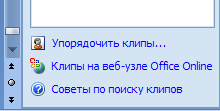 Упорядочить клипы...
Клипы на веб-узле Office Online
Советы по поиску клипов